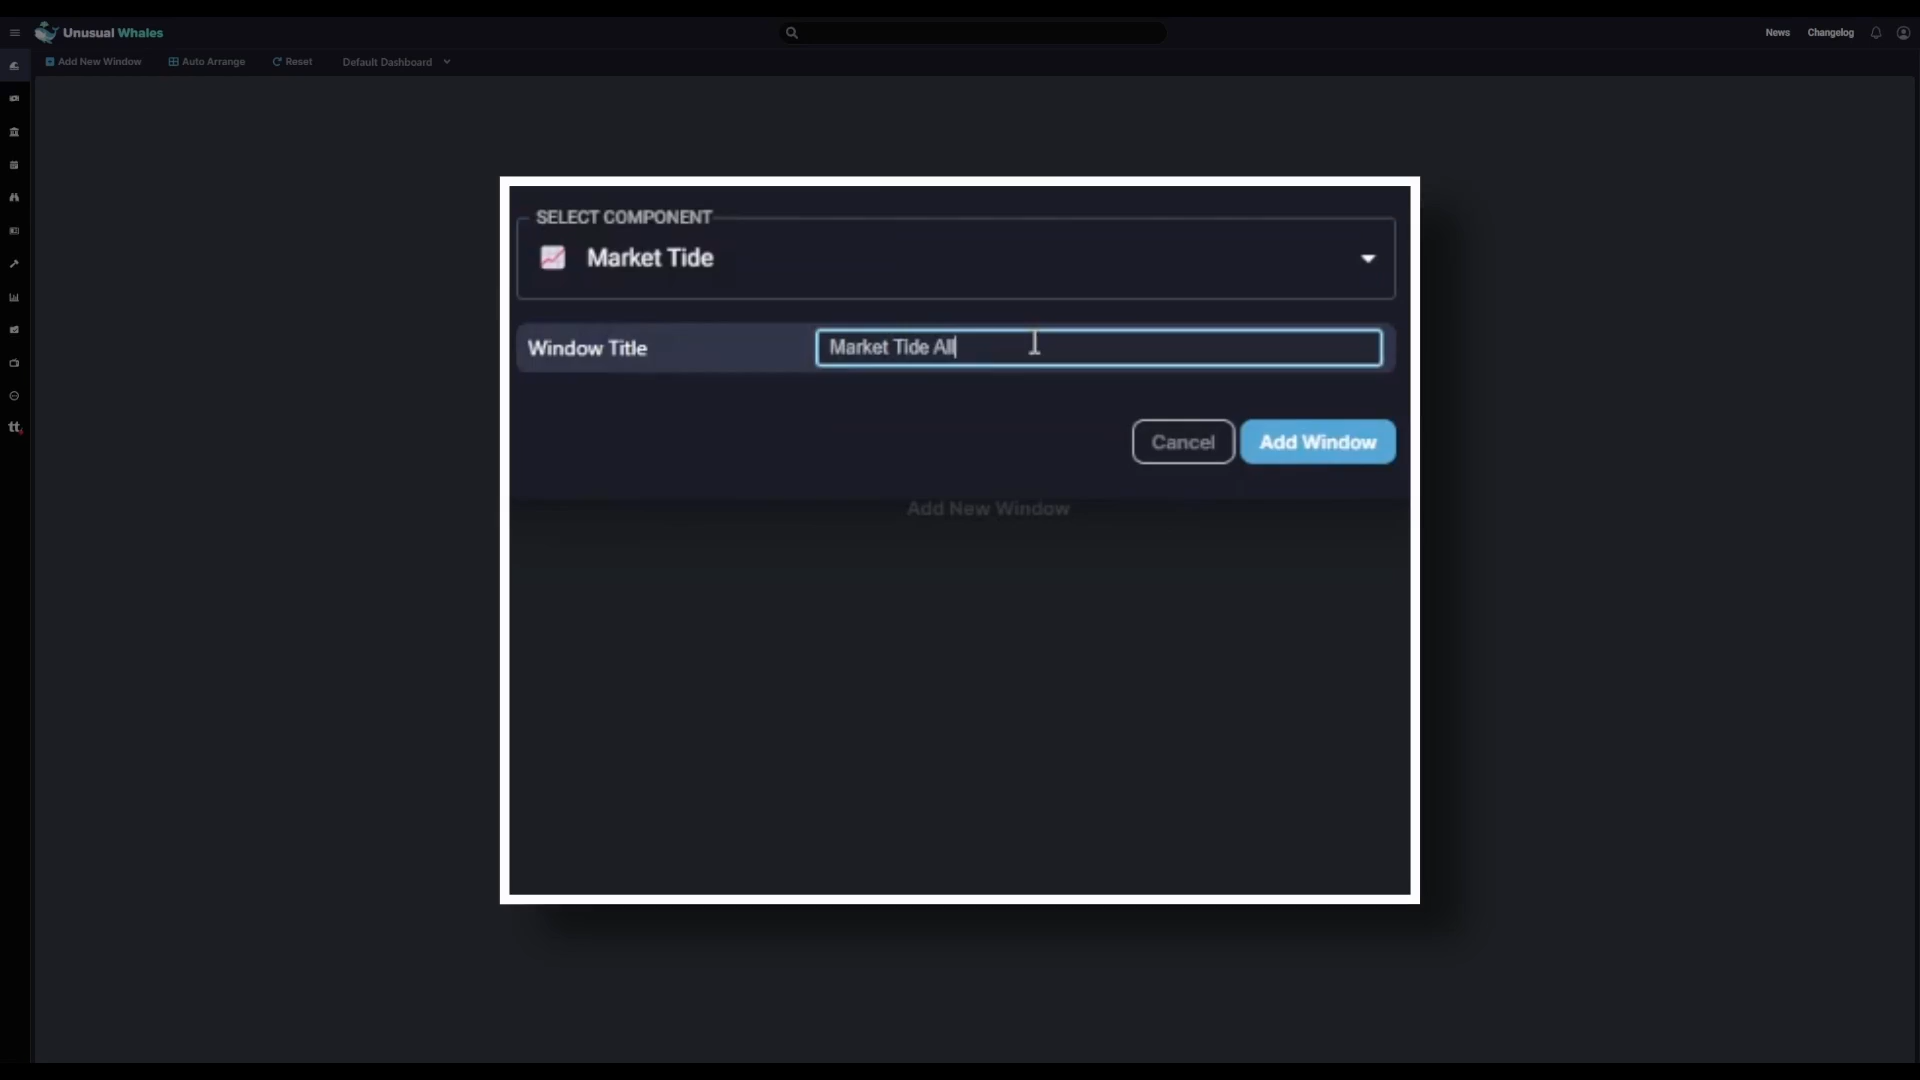 Unusual Whales
News
Changelog
Add New Window
Auto Arrange
Reset
Default Dashboard
SELECT COMPONENT
Market Tide
Window Title
Market Tide All
Cancel
Add Window
Add New Window
tt